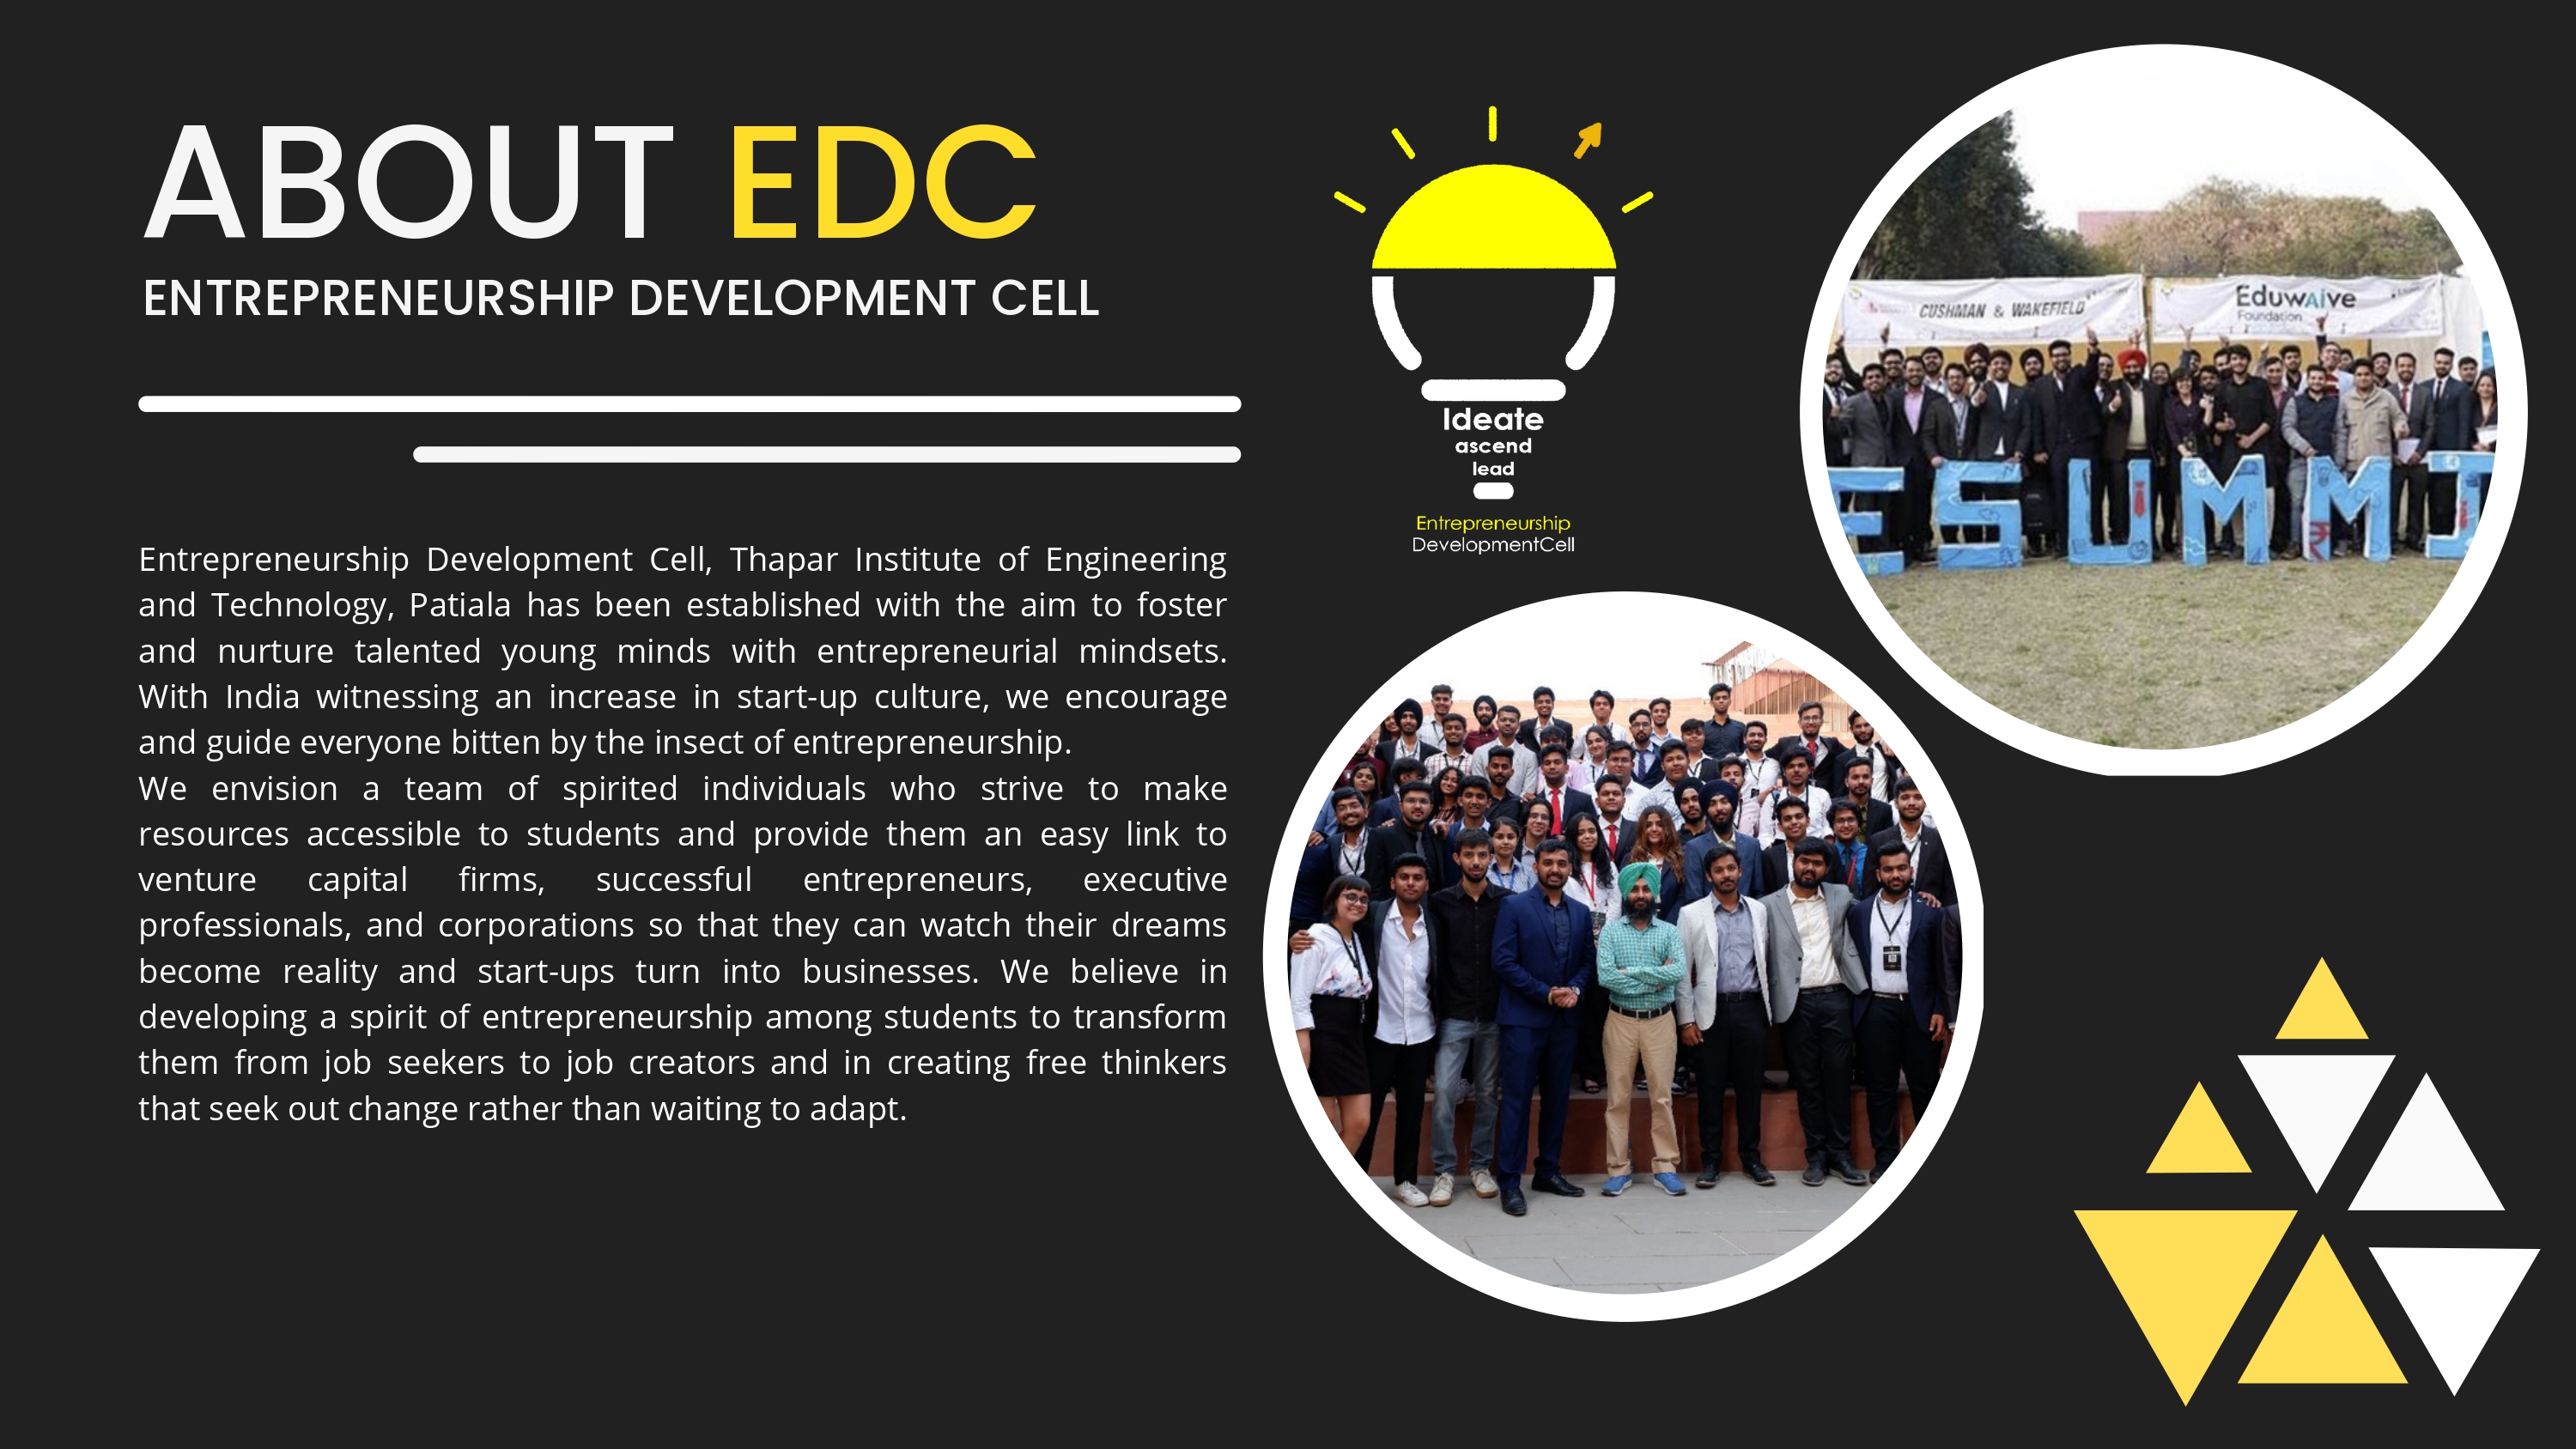 ABOUT EDC
ENTREPRENEURSHIP DEVELOPMENT CELL
Entrepreneurship Development Cell, Thapar Institute of Engineering
and Technology, Patiala has been established with the aim to foster
and nurture talented young minds with entrepreneurial mindsets.
With India witnessing an increase in start-up culture, we encourage
and guide everyone bitten by the insect of entrepreneurship.
We envision a team of spirited individuals who strive to make
resources accessible to students and provide them an easy link to
venture capital firms, successful entrepreneurs, executive
professionals, and corporations so that they can watch their dreams
become reality and start-ups turn into businesses. We believe in
developing a spirit of entrepreneurship among students to transform
them from job seekers to job creators and in creating free thinkers
that seek out change rather than waiting to adapt.
Ideate
ascend
lead
Entrepreneurship
DevelopmentCell
CUSHMAN & WAKEFIELD
Eduwaive
Foundation
ESUMMI